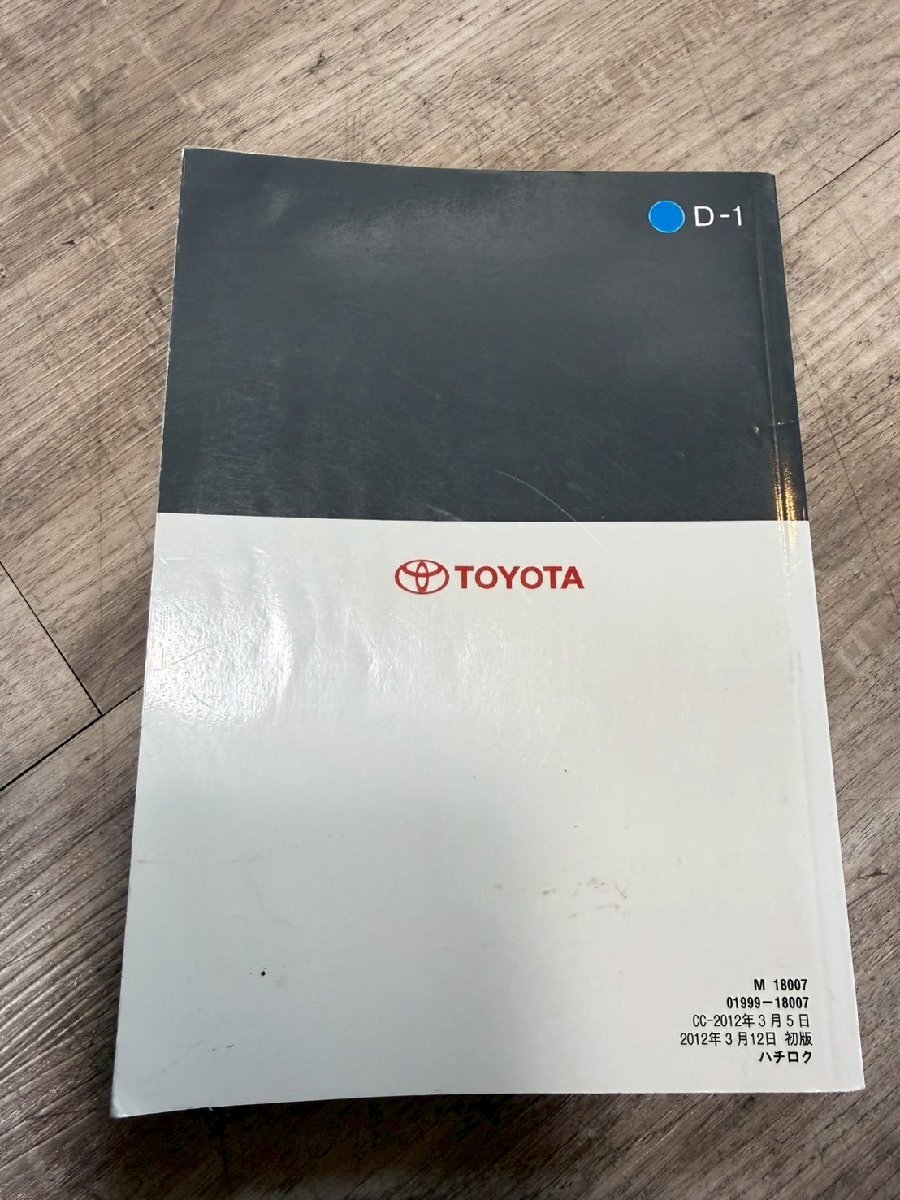 D-1
TOYOTA
M 18007
01999-18007
CC-2012年3月5日
2012年3月12日 初版
ハチロク